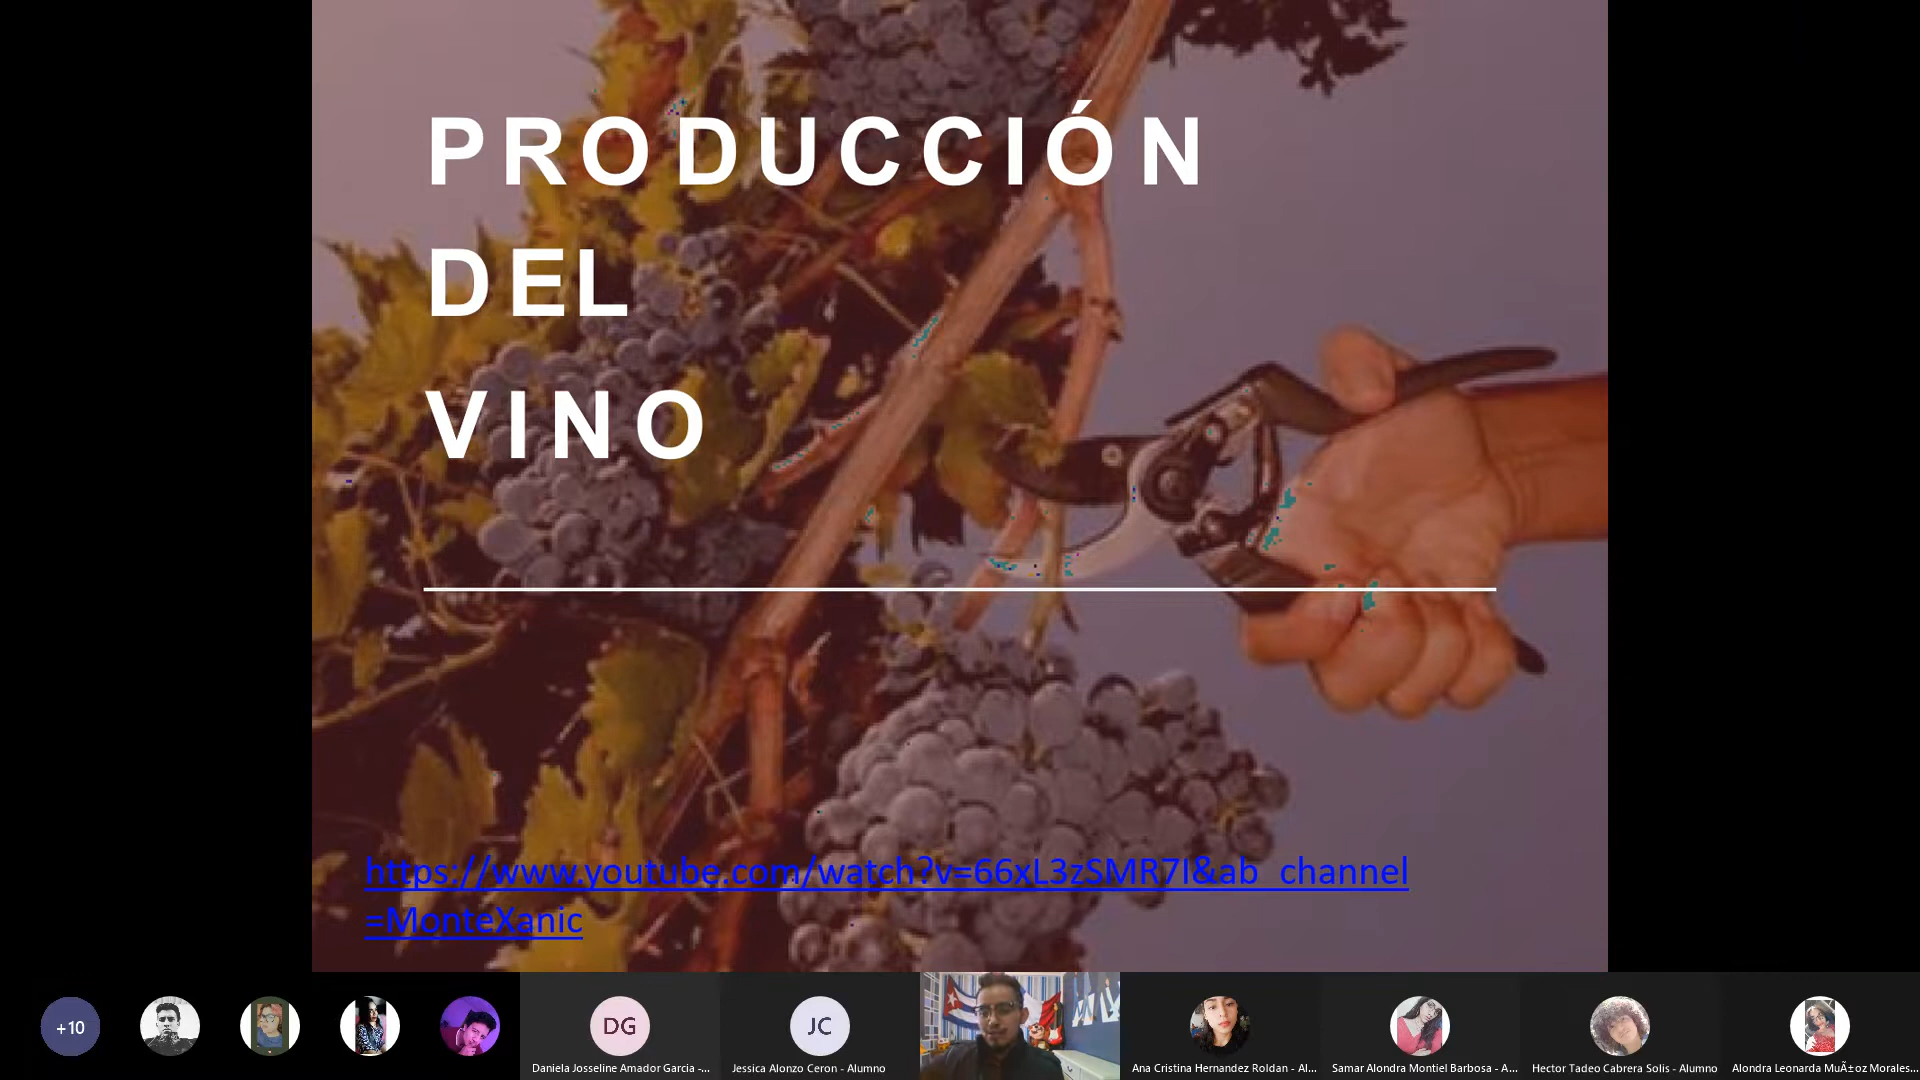 PRODUCCIÓN
DEL
VINO
https://www.youtube.com/watch?v=66xL3zSMR7I&ab_channel
=MonteXanic
+10
DG
JC
Daniela Josseline Amador Garcia -...
Jessica Alonzo Ceron - Alumno
Ana Cristina Hernandez Roldan - Al...
Samar Alondra Montiel Barbosa - A...
Hector Tadeo Cabrera Solis - Alumno
Alondra Leonarda MuÃ±oz Morales...